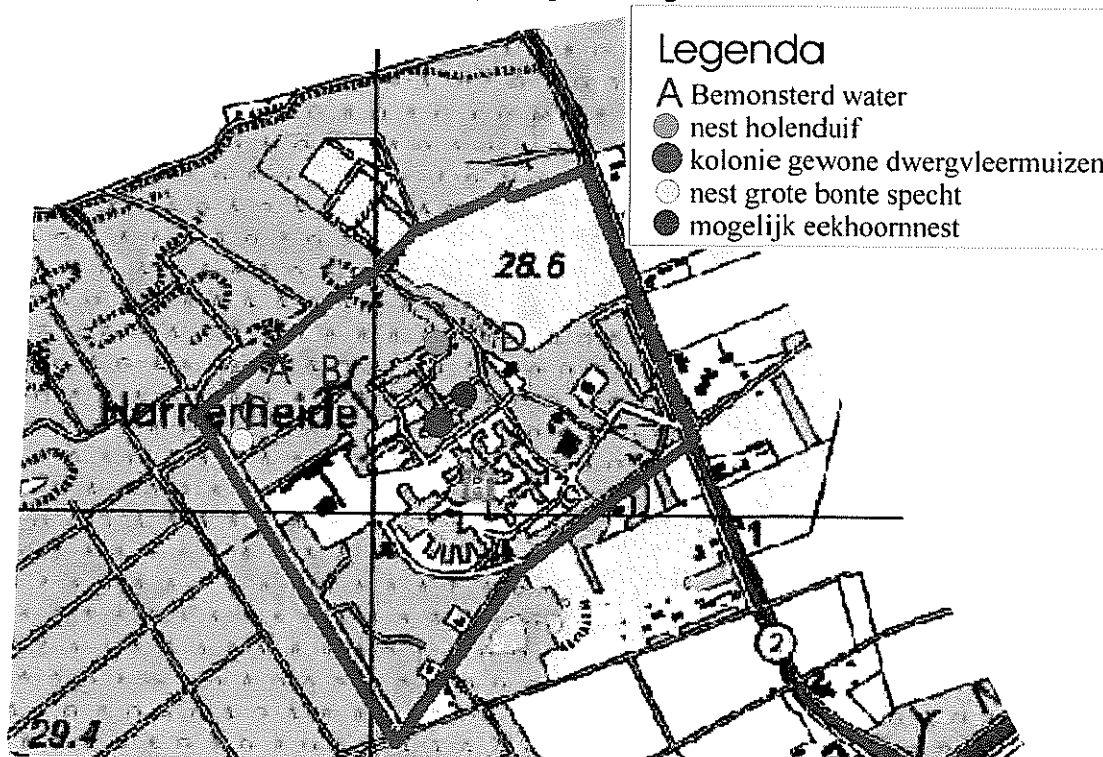 Legenda
A Bemonsterd water
nest holenduif
kolonie gewone dwergvleermuizen
nest grote bonte specht
mogelijk eekhoornnest
28.6
D
A B
2
29.4
Y